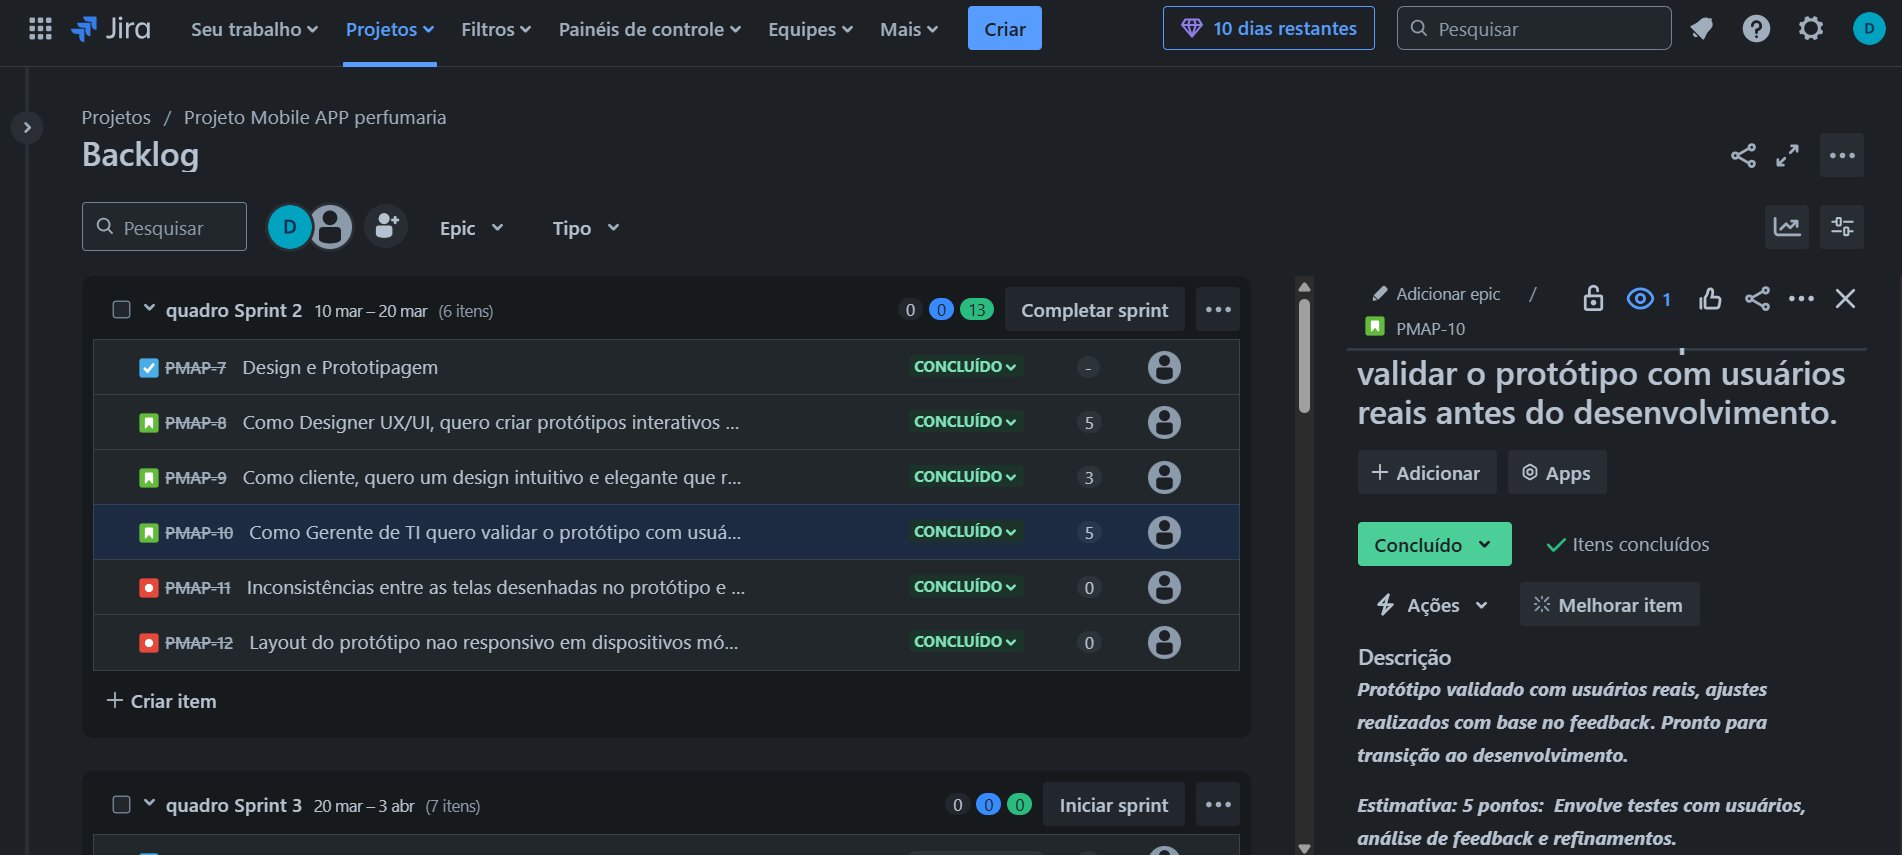 Jira Seu trabalho Projetos Filtros Painéis de controle Equipes Mais Criar 10 dias restantes Pesquisar D
Projetos / Projeto Mobile APP perfumaria
Backlog
Pesquisar D Epic Tipo
quadro Sprint 2 10 mar – 20 mar (6 itens) 0 0 13 Completar sprint
PMAP-7 Design e Prototipagem CONCLUÍDO -
PMAP-8 Como Designer UX/UI, quero criar protótipos interativos ... CONCLUÍDO 5
PMAP-9 Como cliente, quero um design intuitivo e elegante que r... CONCLUÍDO 3
PMAP-10 Como Gerente de TI quero validar o protótipo com usuá... CONCLUÍDO 5
PMAP-11 Inconsistências entre as telas desenhadas no protótipo e ... CONCLUÍDO 0
PMAP-12 Layout do protótipo nao responsivo em dispositivos mó... CONCLUÍDO 0
+ Criar item
quadro Sprint 3 20 mar – 3 abr (7 itens) 0 0 0 Iniciar sprint
Adicionar epic / 1
PMAP-10
validar o protótipo com usuários
reais antes do desenvolvimento.
+ Adicionar Apps
Concluído Itens concluídos
Ações Melhorar item
Descrição
Protótipo validado com usuários reais, ajustes
realizados com base no feedback. Pronto para
transição ao desenvolvimento.
Estimativa: 5 pontos: Envolve testes com usuários,
análise de feedback e refinamentos.